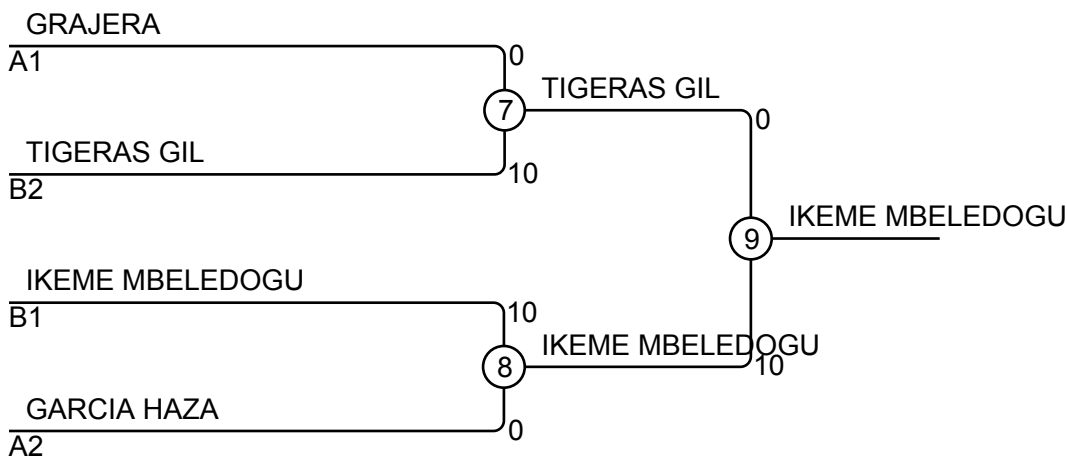 GRAJERA
A1
0
7
TIGERAS GIL
0
TIGERAS GIL
B2
10
9
IKEME MBELEDOGU
IKEME MBELEDOGU
B1
10
8
IKEME MBELEDOGU
10
GARCIA HAZA
A2
0